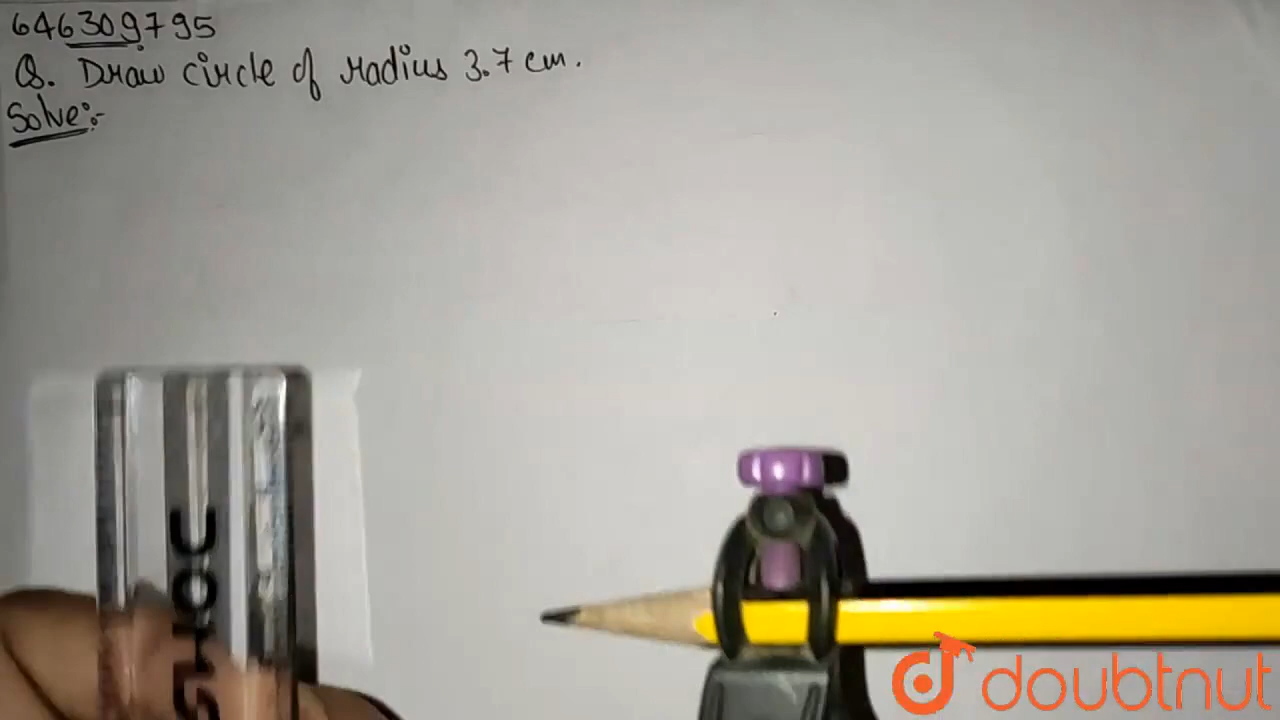 646309795
Q. Draw circle of radius 3.7 cm.
Solve:-
doubtnut